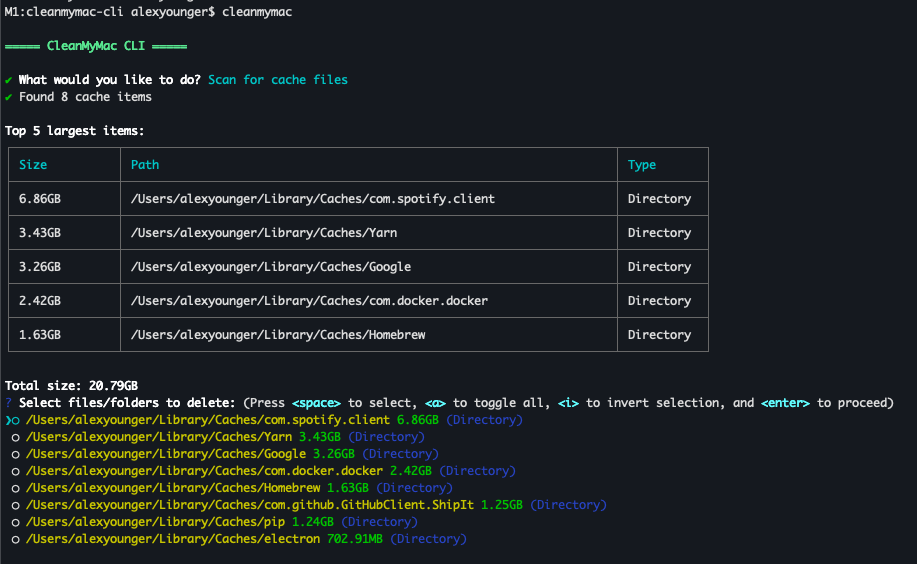 M1:cleanmymac-cli alexyounger$ cleanmymac
===== CleanMyMac CLI =====
✔ What would you like to do? Scan for cache files
✔ Found 8 cache items
Top 5 largest items:
Size Path Type
6.86GB /Users/alexyounger/Library/Caches/com.spotify.client Directory
3.43GB /Users/alexyounger/Library/Caches/Yarn Directory
3.26GB /Users/alexyounger/Library/Caches/Google Directory
2.42GB /Users/alexyounger/Library/Caches/com.docker.docker Directory
1.63GB /Users/alexyounger/Library/Caches/Homebrew Directory
Total size: 20.79GB
? Select files/folders to delete: (Press <space> to select, <a> to toggle all, <i> to invert selection, and <enter> to proceed)
❯○ /Users/alexyounger/Library/Caches/com.spotify.client 6.86GB (Directory)
○ /Users/alexyounger/Library/Caches/Yarn 3.43GB (Directory)
○ /Users/alexyounger/Library/Caches/Google 3.26GB (Directory)
○ /Users/alexyounger/Library/Caches/com.docker.docker 2.42GB (Directory)
○ /Users/alexyounger/Library/Caches/Homebrew 1.63GB (Directory)
○ /Users/alexyounger/Library/Caches/com.github.GitHubClient.ShipIt 1.25GB (Directory)
○ /Users/alexyounger/Library/Caches/pip 1.24GB (Directory)
○ /Users/alexyounger/Library/Caches/electron 702.91MB (Directory)